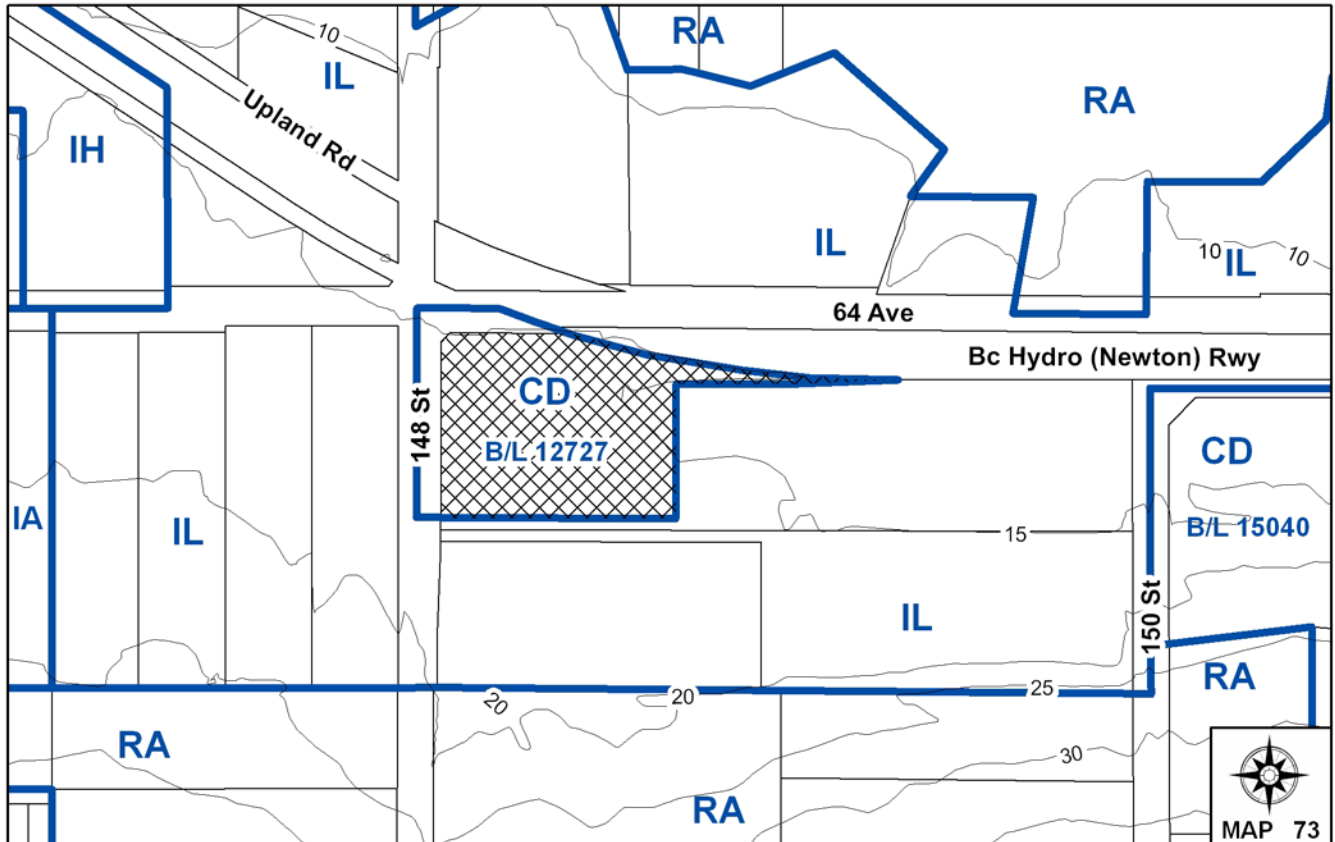 RA
10
IL
RA
Upland Rd
IH
IL
10
IL
10
64 Ave
Bc Hydro (Newton) Rwy
CD
148 St
B/L 12727
CD
IA
IL
15
B/L 15040
IL
150 St
RA
20
20
25
RA
30
RA
MAP 73